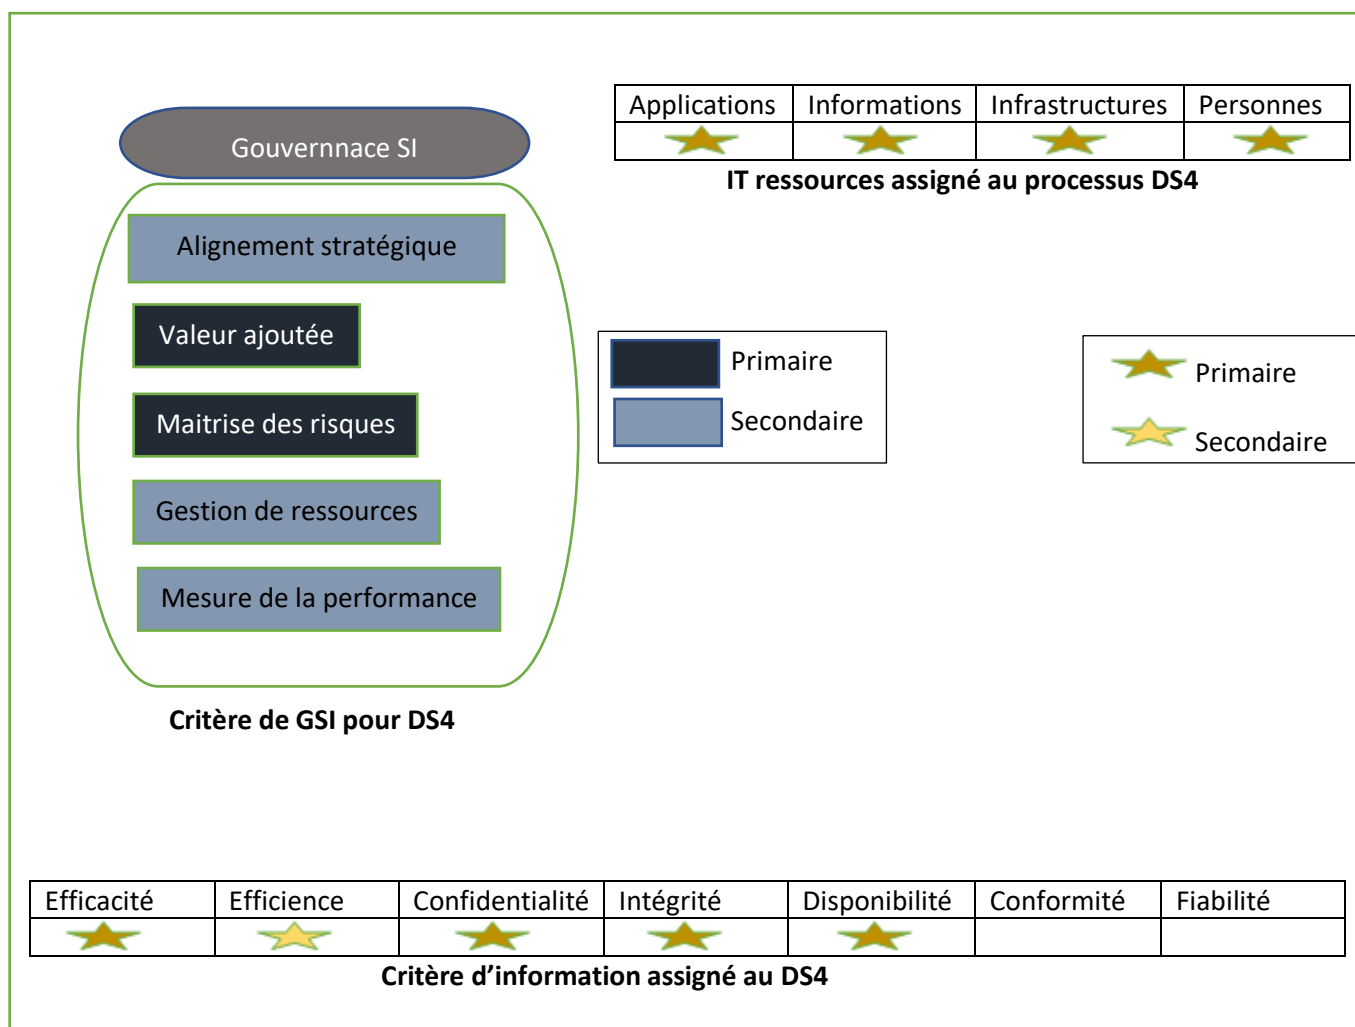 Gouvernnace SI
Alignement stratégique
Valeur ajoutée
Maitrise des risques
Gestion de ressources
Mesure de la performance
Critère de GSI pour DS4
Applications Informations Infrastructures Personnes
IT ressources assigné au processus DS4
Primaire
Secondaire
Primaire
Secondaire
Efficacité Efficience Confidentialité Intégrité Disponibilité Conformité Fiabilité
Critère d’information assigné au DS4